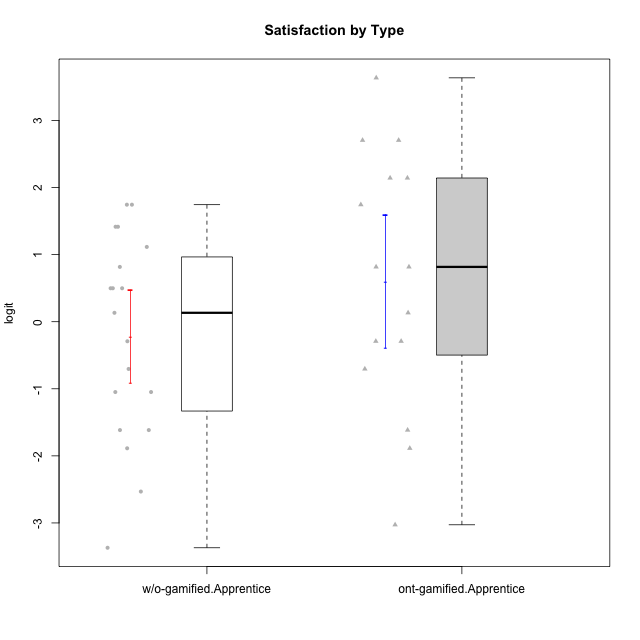 Satisfaction by Type
logit
3
2
1
0
-1
-2
-3
w/o-gamified.Apprentice
ont-gamified.Apprentice